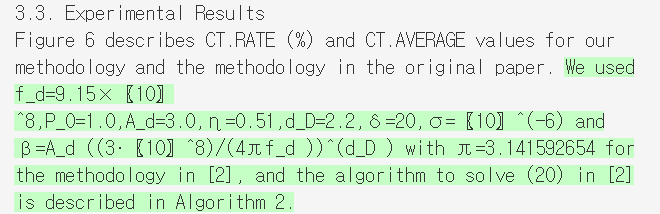 3.3. Experimental Results
Figure 6 describes CT.RATE (%) and CT.AVERAGE values for our
methodology and the methodology in the original paper. We used
f_d=9.15× 〖10〗
^8,P_0=1.0,A_d=3.0,η=0.51,d_D=2.2,δ=20,σ=〖10〗^(-6) and
β=A_d ((3· 〖10〗^8)/(4πf_d ))^(d_D ) with π=3.141592654 for
the methodology in [2], and the algorithm to solve (20) in [2]
is described in Algorithm 2.